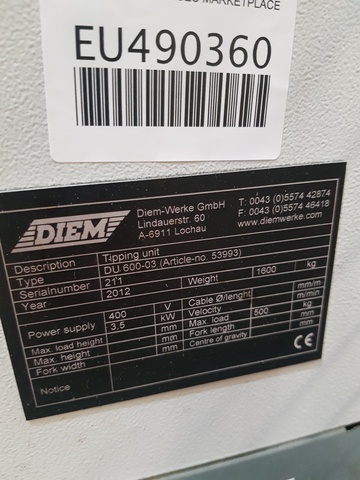 MARKETPLACE
EU490360
DIEM
Diem-Werke GmbH
Lindauerstr. 60
A-6911 Lochau
T: 0043 (0)5574 42874
F: 0043 (0)5574 46418
www.diemwerke.com
Description Tipping unit
Type DU 600-03 (Article-no. 53993)
Serialnumber 211 Weight 1600 kg
Year 2012
Power supply 400 V Cable Ø/lenght mm/m
3.5 kW Velocity m/min
Max. load height mm Max. load 500 kg
Max. height mm Fork length mm
Fork width mm Centre of gravity mm
Notice CE